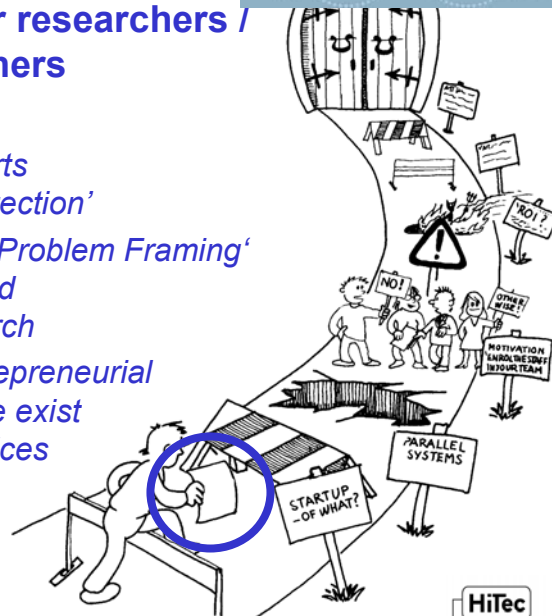 r researchers /
ners
rts
ection'
Problem Framing'
d
rch
epreneurial
e exist
ces
'ROI?
NO!
OTHER
WISE!
MOTIVATION
ENROL THE STAFF
IN YOUR TEAM
PARALLEL
SYSTEMS
STARTUP
-OF WHAT?
HiTec